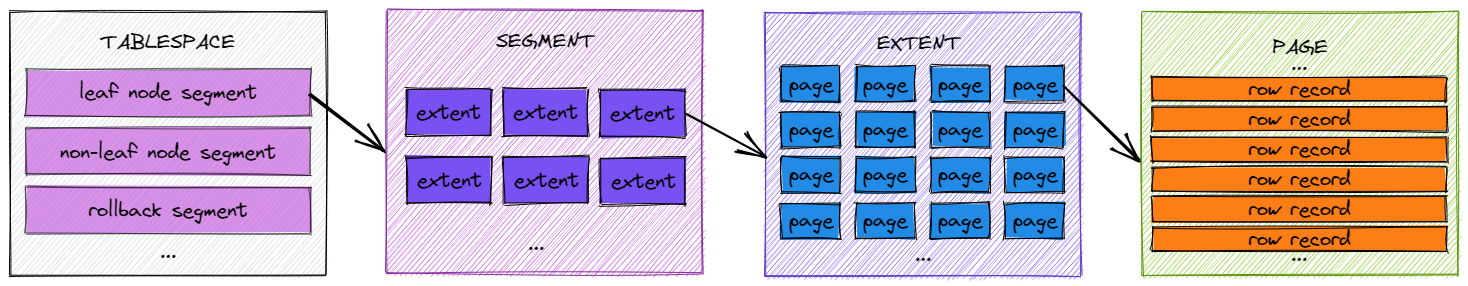 TABLESPACE
leaf node segment
non-leaf node segment
rollback segment
...
SEGMENT
extent extent extent
extent extent extent
...
EXTENT
page page page page
page page page page
page page page page
page page page page
...
PAGE
...
row record
row record
row record
row record
row record
row record
...